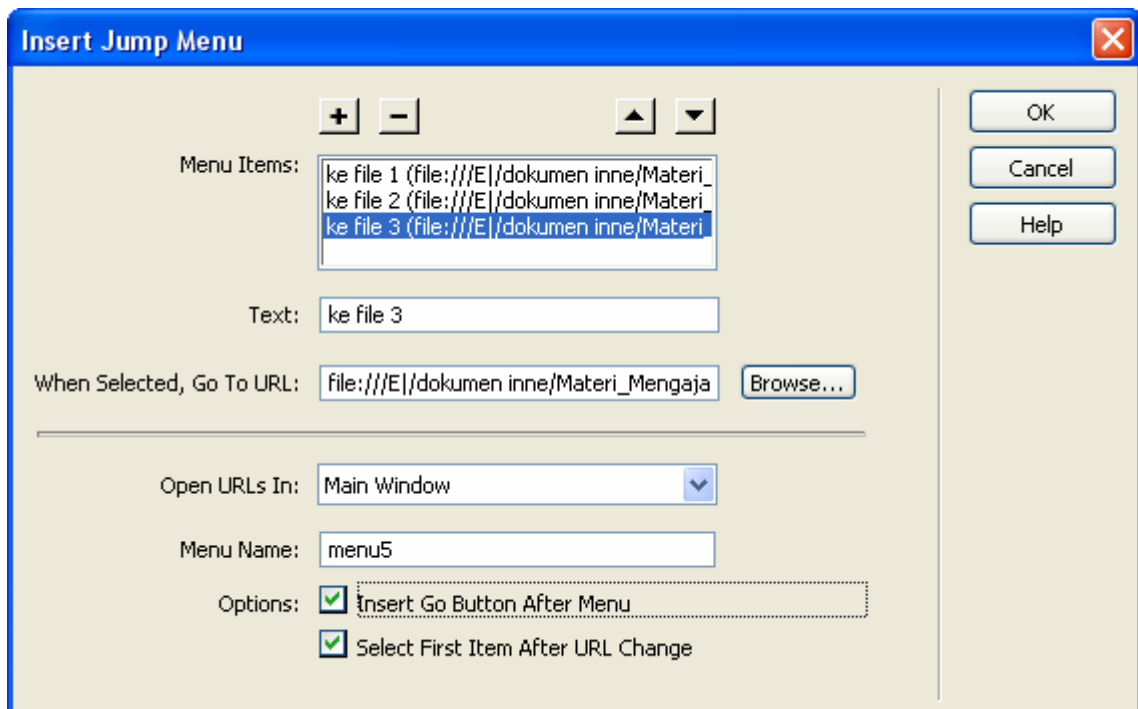 Insert Jump Menu
OK
Menu Items:
ke file 1 (file:///E|/dokumen inne/Materi_
ke file 2 (file:///E|/dokumen inne/Materi_
ke file 3 (file:///E|/dokumen inne/Materi_
Cancel
Help
Text: ke file 3
When Selected, Go To URL: file:///E|/dokumen inne/Materi_Mengaja Browse...
Open URLs In: Main Window
Menu Name: menu5
Options: Insert Go Button After Menu
Select First Item After URL Change